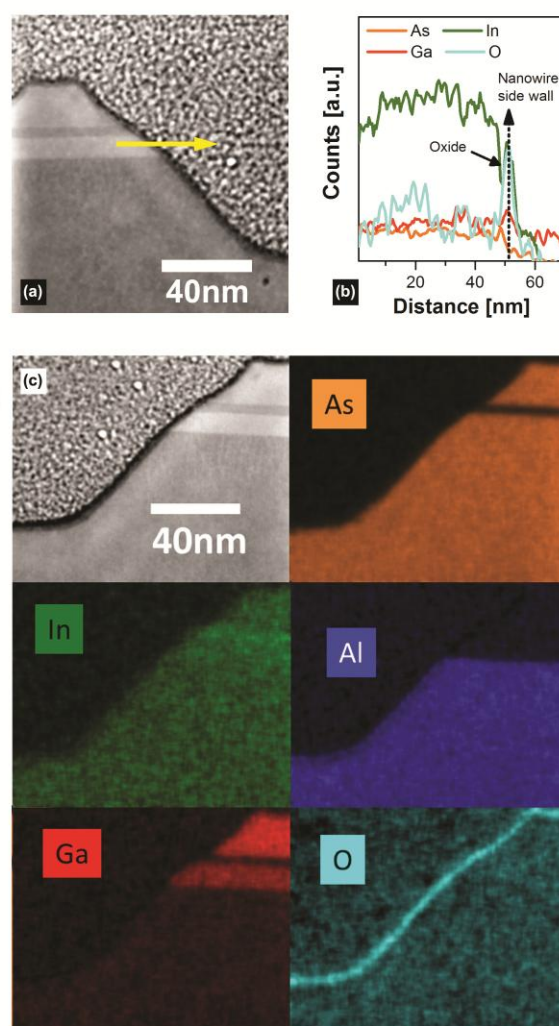 (a)
40nm
As
In
Ga
O
Nanowire
side wall
Oxide
Counts [a.u.]
20
40
60
Distance [nm]
(b)
(c)
40nm
As
In
Al
Ga
O